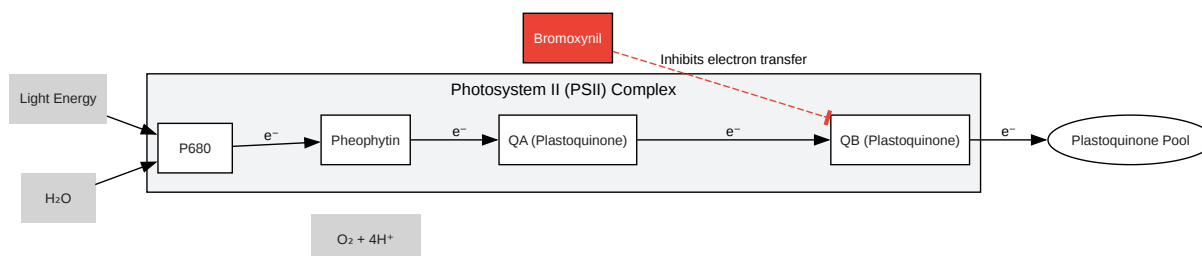 Bromoxynil
Inhibits electron transfer
Photosystem II (PSII) Complex
Light Energy
P680
e⁻
Pheophytin
e⁻
QA (Plastoquinone)
e⁻
QB (Plastoquinone)
e⁻
Plastoquinone Pool
H₂O
O₂ + 4H⁺